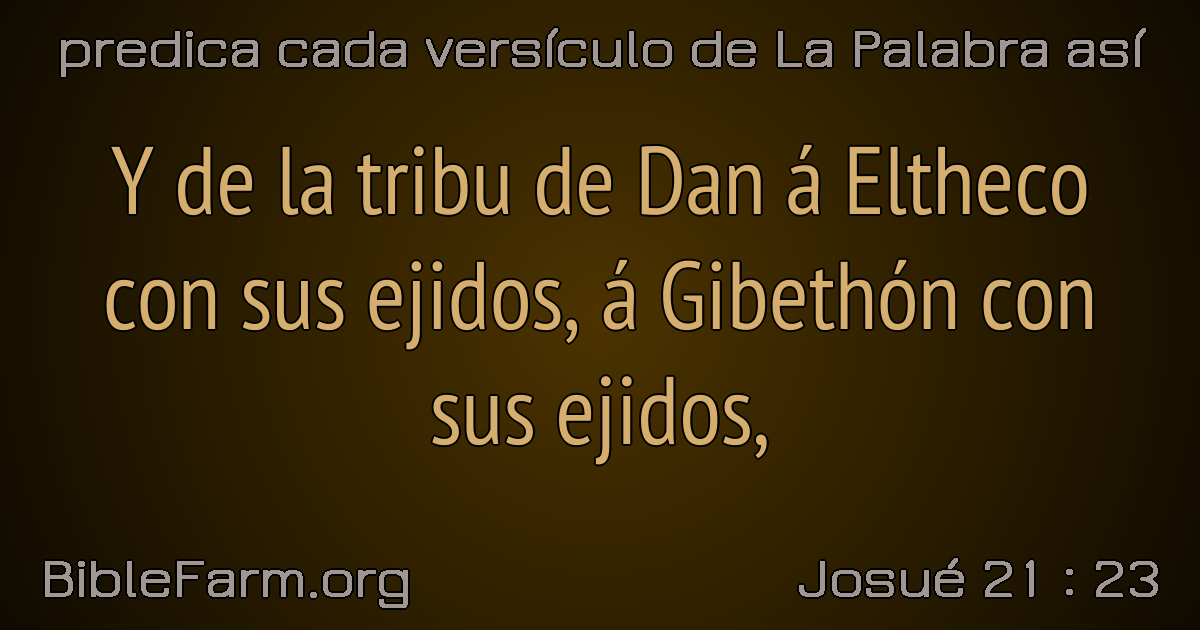 predica cada versículo de La Palabra así
Y de la tribu de Dan á Eltheco
con sus ejidos, á Gibethón con
sus ejidos,
BibleFarm.org
Josué 21 : 23